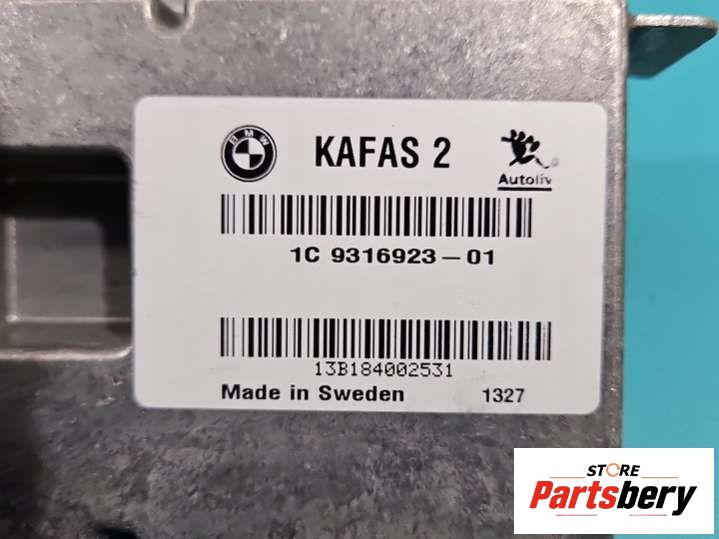 BMW
KAFAS 2
Autoliv
1C 9316923-01
13B184002531
Made in Sweden 1327
STORE
Partsbery